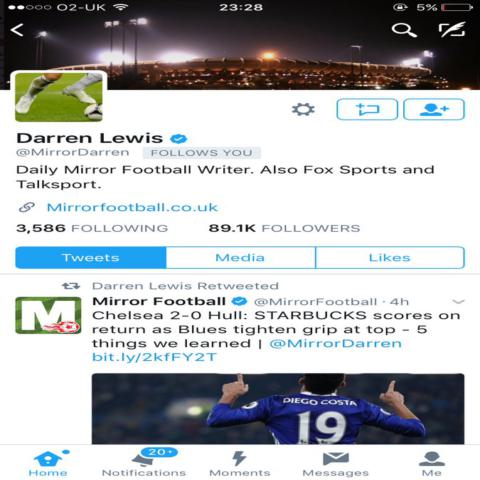 O2-UK 23:28 5%
Darren Lewis
@MirrorDarren FOLLOWS YOU
Daily Mirror Football Writer. Also Fox Sports and
Talksport.
Mirrorfootball.co.uk
3,586 FOLLOWING 89.1K FOLLOWERS
Tweets Media Likes
Darren Lewis Retweeted
Mirror Football @MirrorFootball · 4h
M
Chelsea 2-0 Hull: STARBUCKS scores on
return as Blues tighten grip at top - 5
things we learned | @MirrorDarren
bit.ly/2kfFY2T
DIEGO COSTA
19
20+
Home Notifications Moments Messages Me